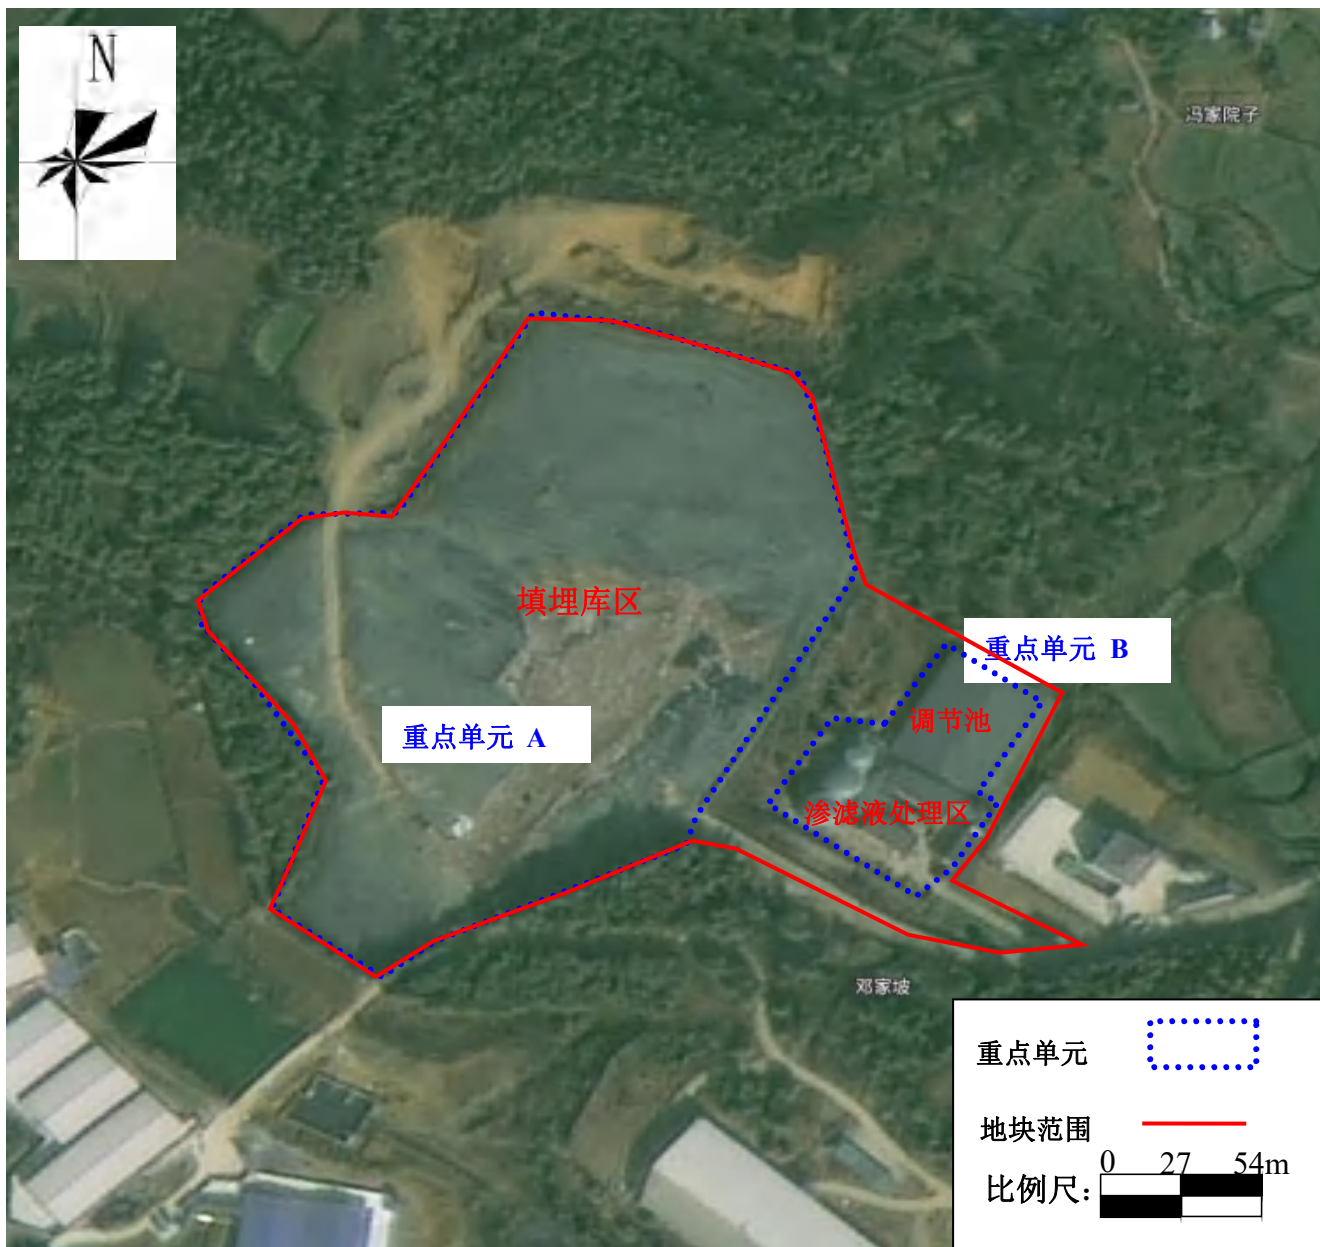 N
冯家院子
填埋库区
重点单元 B
调节池
重点单元 A
渗滤液处理区
邓家坡
重点单元
地块范围
0 27 54m
比例尺: